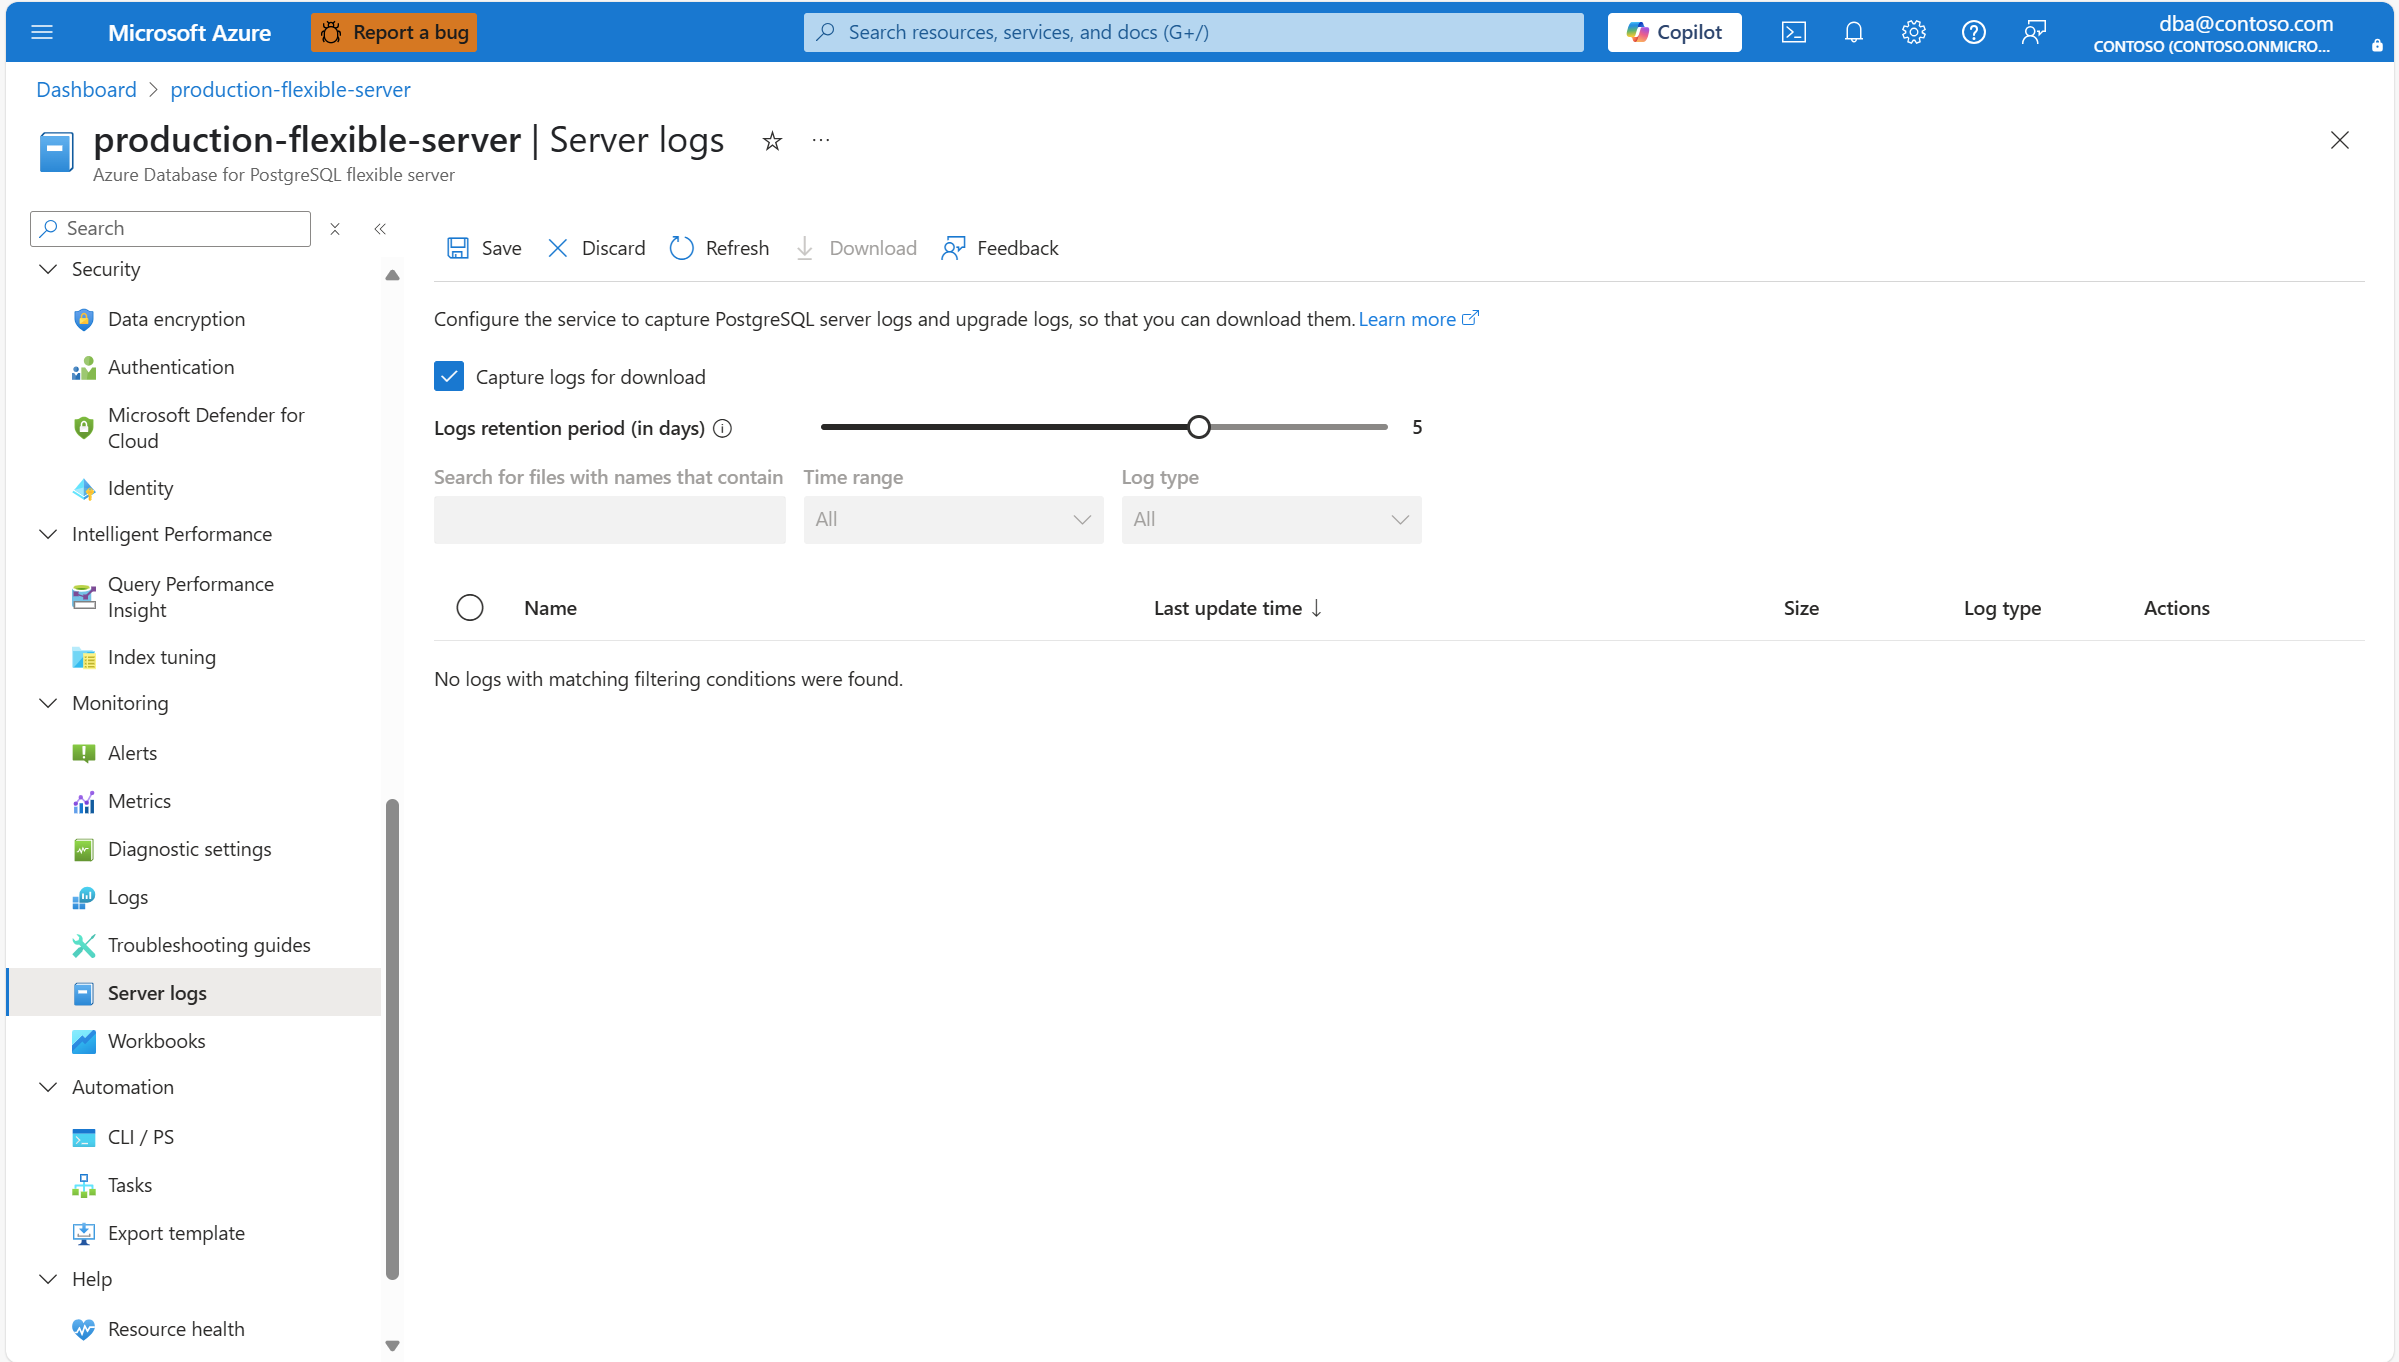 Microsoft Azure
Report a bug
Search resources, services, and docs (G+/)
Copilot
dba@contoso.com
CONTOSO (CONTOSO.ONMICRO...
Dashboard > production-flexible-server
production-flexible-server | Server logs
Azure Database for PostgreSQL flexible server
Search
Security
Data encryption
Authentication
Microsoft Defender for
Cloud
Identity
Intelligent Performance
Query Performance
Insight
Index tuning
Monitoring
Alerts
Metrics
Diagnostic settings
Logs
Troubleshooting guides
Server logs
Workbooks
Automation
CLI / PS
Tasks
Export template
Help
Resource health
Save Discard Refresh Download Feedback
Configure the service to capture PostgreSQL server logs and upgrade logs, so that you can download them. Learn more
Capture logs for download
Logs retention period (in days) 5
Search for files with names that contain Time range Log type
All All
Name Last update time ↓ Size Log type Actions
No logs with matching filtering conditions were found.